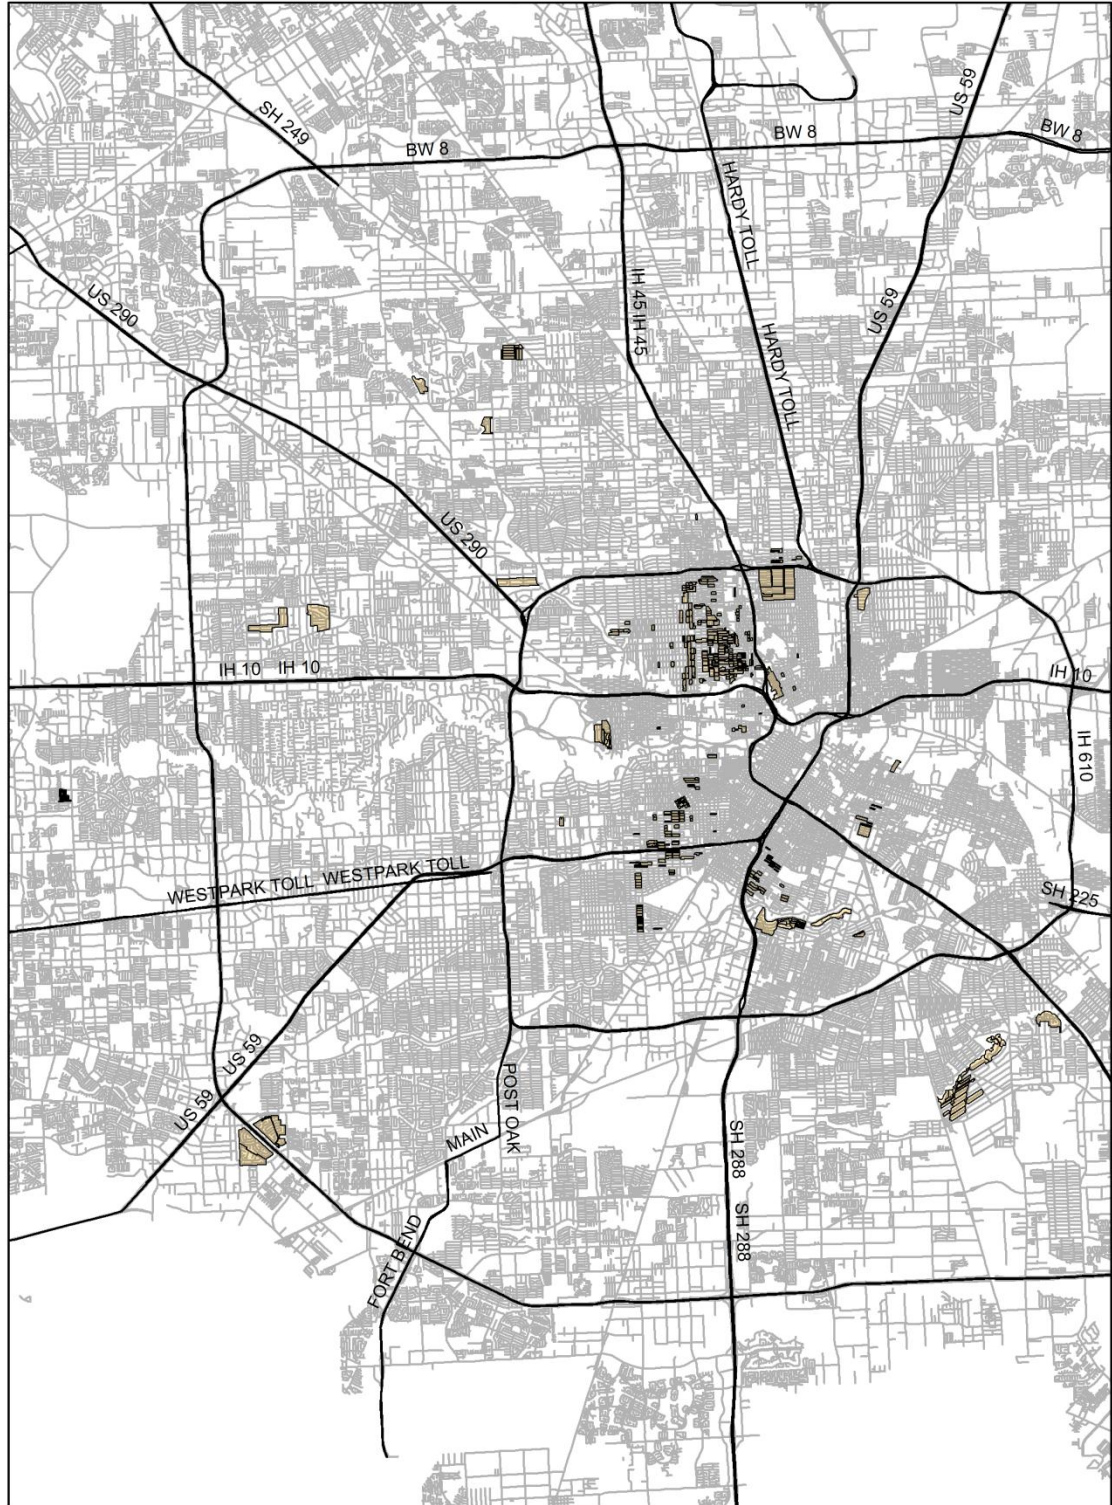 US 59
SH 249
BW 8
BW 8
BW 8
HARDY TOLL
US 290
IH 45 IH 45
US 59
HARDY TOLL
US 290
IH 10 IH 10
IH 10
IH 610
WESTPARK TOLL WESTPARK TOLL
SH 225
US 59
US 59
POST OAK
MAIN
SH 288
SH 288
FORT BEND